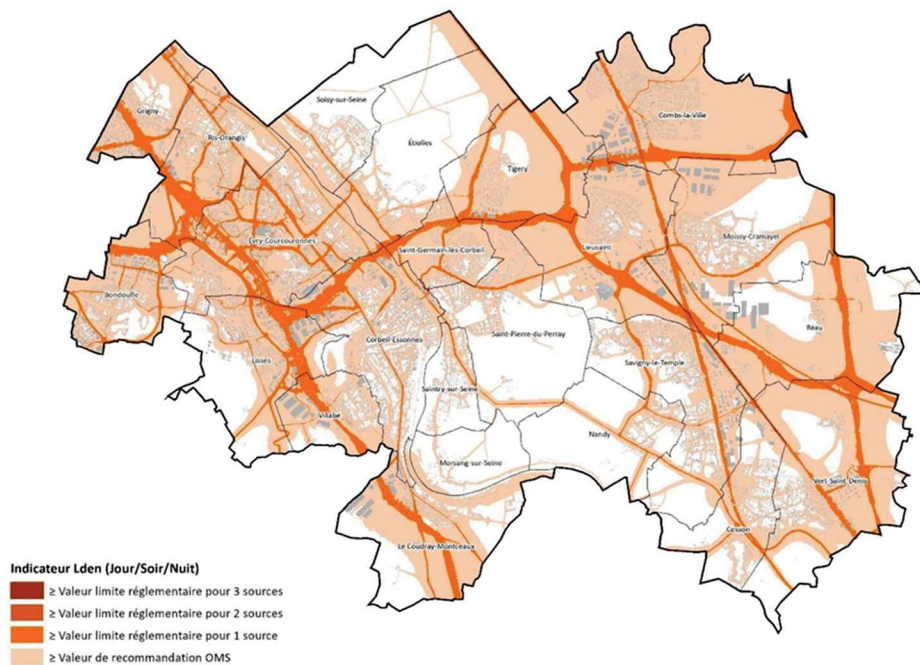 Grigny
Ris-Orangis
Soisy-sur-Seine
Étiolles
Combs-la-Ville
Tigery
Évry-Courcouronnes
Saint-Germain-lès-Corbeil
Lieusaint
Moissy-Cramayel
Bondoufle
Corbeil-Essonnes
Saint-Pierre-du-Perray
Réau
Lisses
Saintry-sur-Seine
Savigny-le-Temple
Villabé
Nandy
Morsang-sur-Seine
Vert-Saint-Denis
Cesson
Le Coudray-Montceaux
Indicateur Lden (Jour/Soir/Nuit)
≥ Valeur limite réglementaire pour 3 sources
≥ Valeur limite réglementaire pour 2 sources
≥ Valeur limite réglementaire pour 1 source
≥ Valeur de recommandation OMS